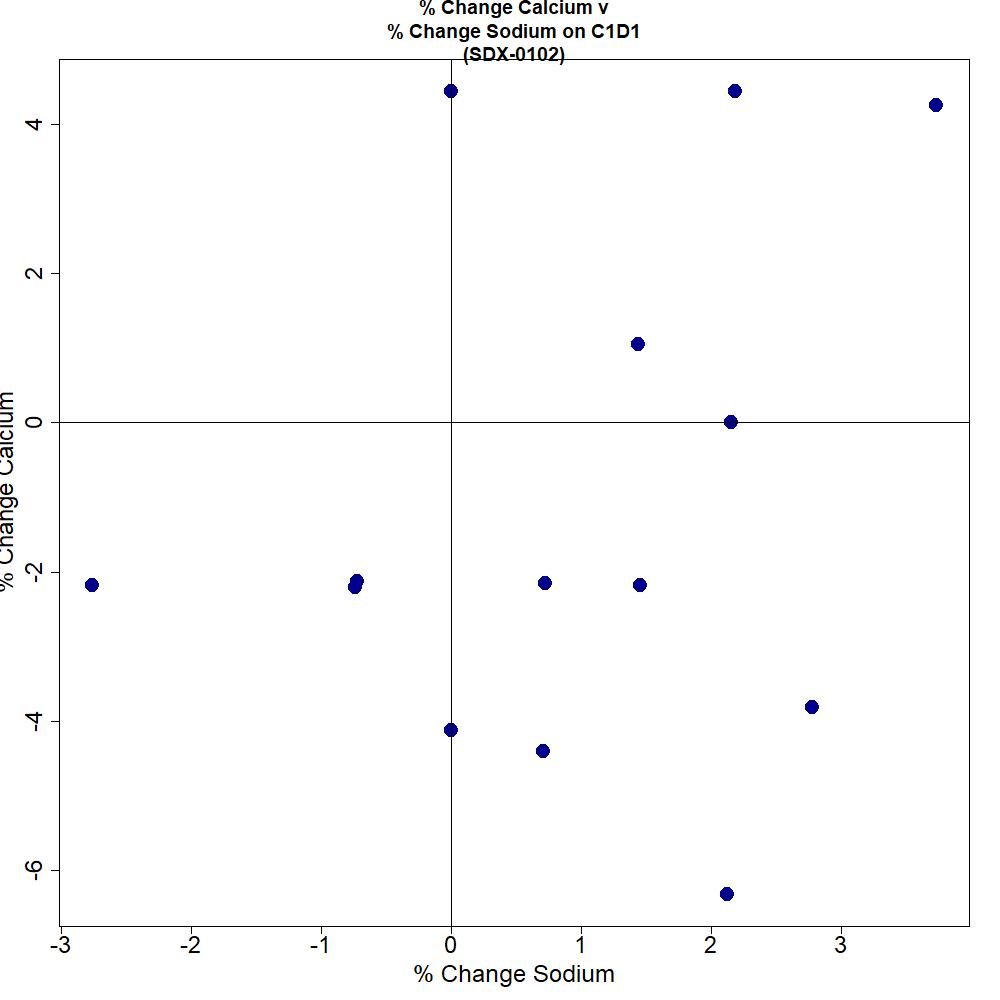 % Change Calcium v
% Change Sodium on C1D1
(SDX-0102)
% Change Calcium
4
2
0
-2
-4
-6
-3 -2 -1 0 1 2 3
% Change Sodium